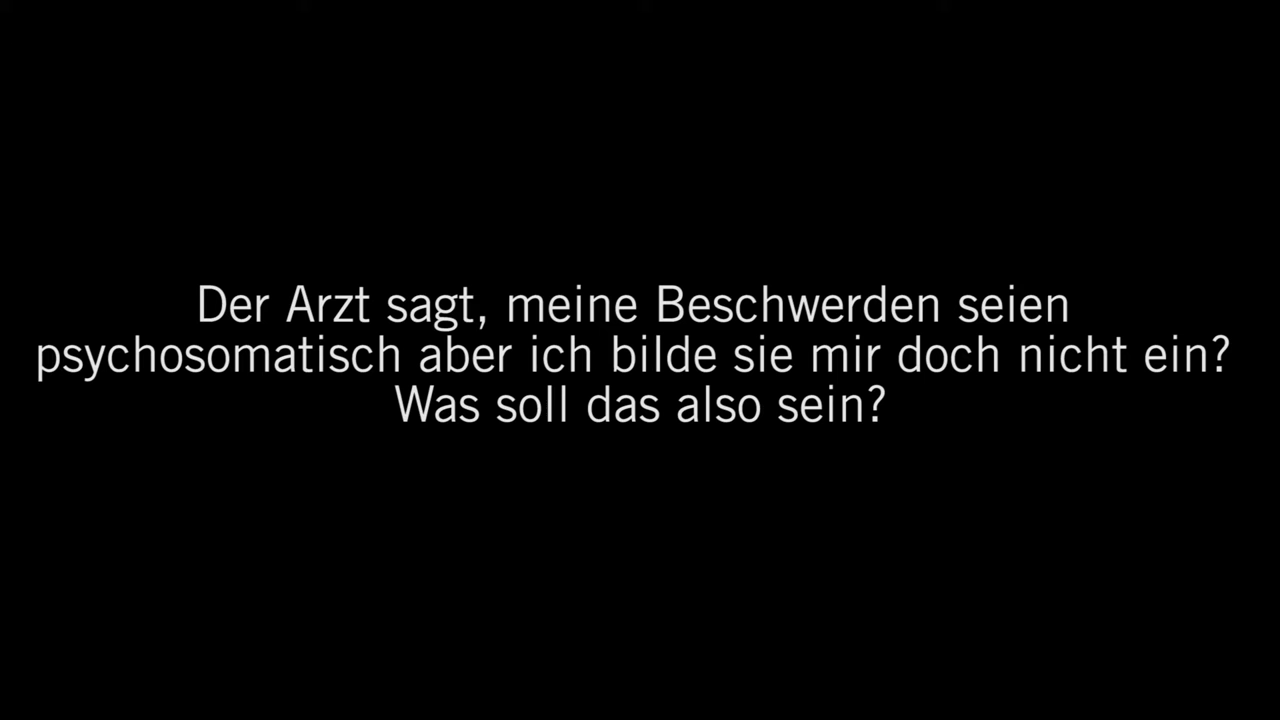 Der Arzt sagt, meine Beschwerden seien
psychosomatisch aber ich bilde sie mir doch nicht ein?
Was soll das also sein?